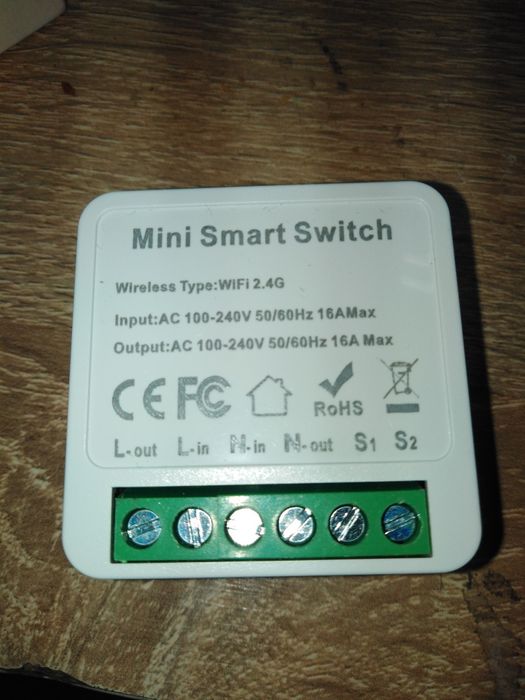 Mini Smart Switch
Wireless Type:WiFi 2.4G
Input:AC 100-240V 50/60Hz 16AMax
Output:AC 100-240V 50/60Hz 16A Max
CE FC RoHS
L-out L-in N-in N-out S1 S2